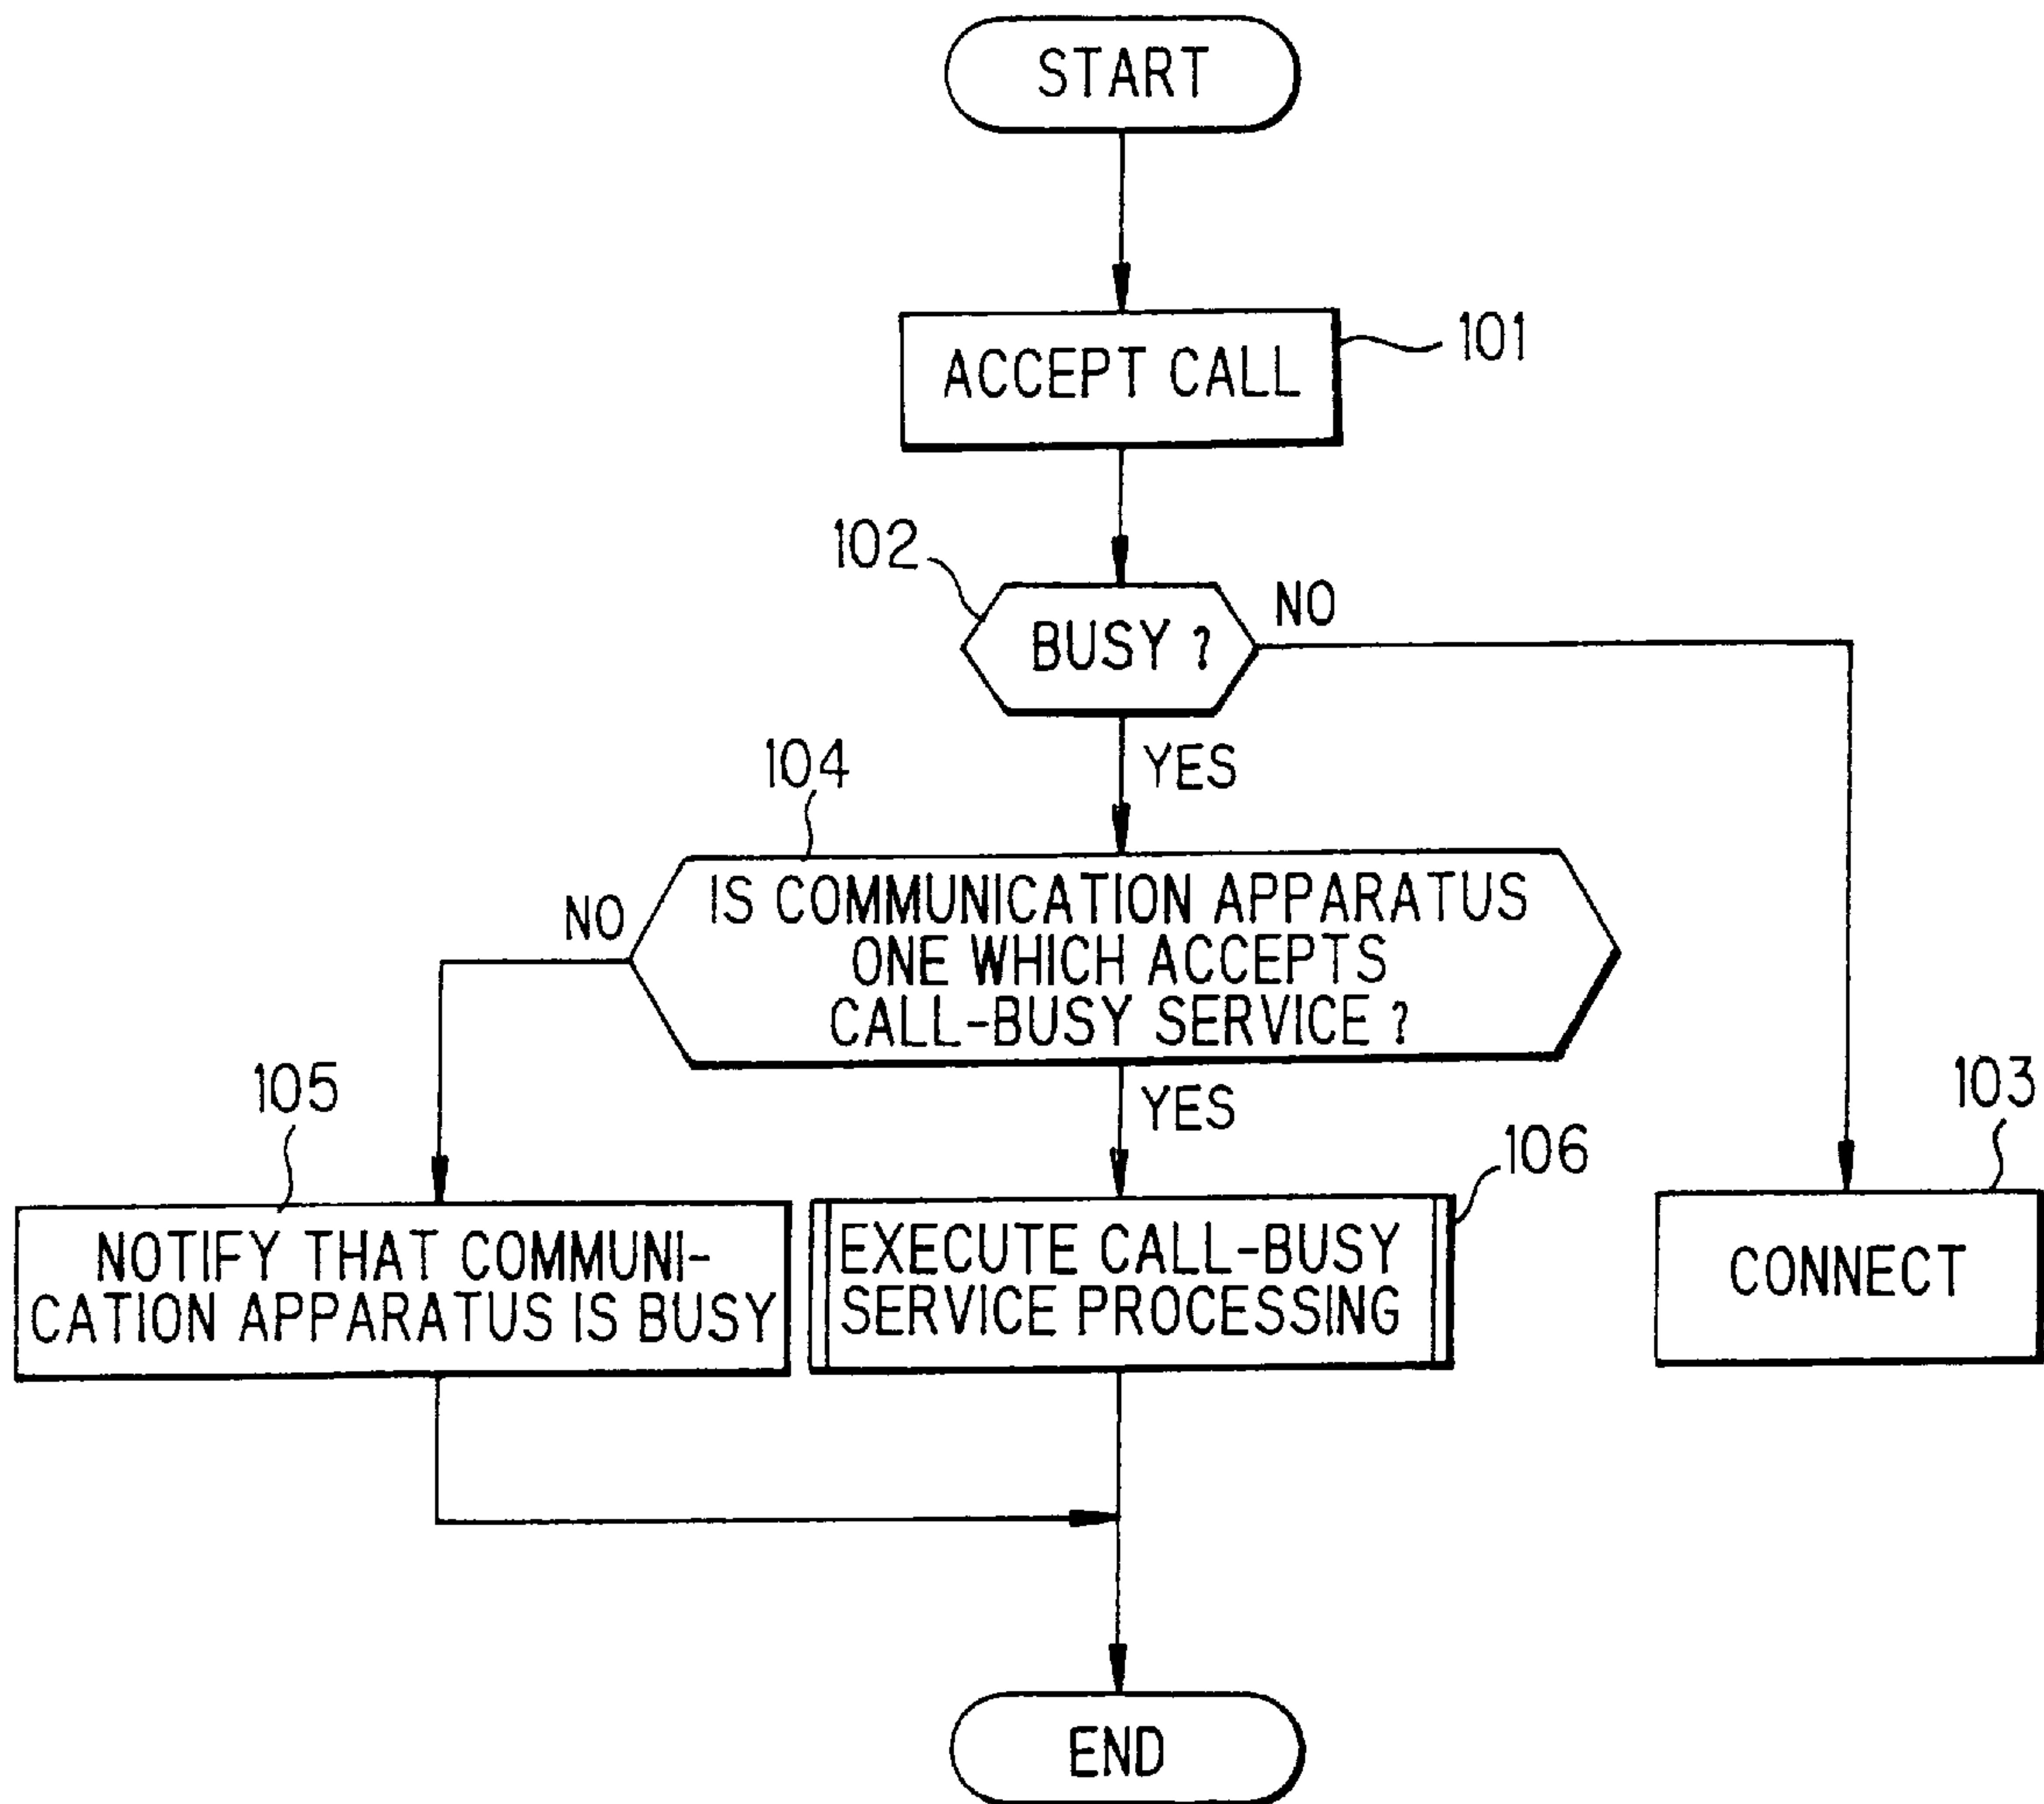 START
ACCEPT CALL
101
102
BUSY ?
NO
YES
104
NO
IS COMMUNICATION APPARATUS
ONE WHICH ACCEPTS
CALL-BUSY SERVICE ?
YES
105
NOTIFY THAT COMMUNI-
CATION APPARATUS IS BUSY
106
EXECUTE CALL-BUSY
SERVICE PROCESSING
103
CONNECT
END